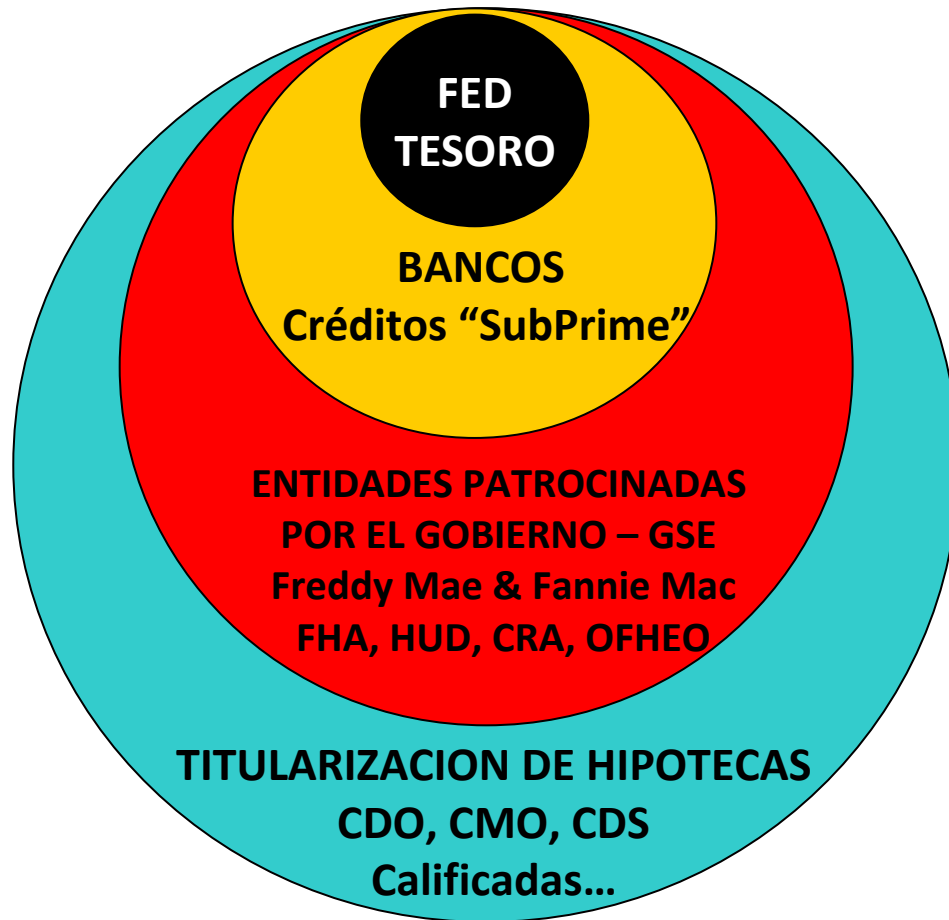 FED
TESORO
BANCOS
Créditos “SubPrime”
ENTIDADES PATROCINADAS
POR EL GOBIERNO – GSE
Freddy Mae & Fannie Mac
FHA, HUD, CRA, OFHEO
TITULARIZACION DE HIPOTECAS
CDO, CMO, CDS
Calificadas...